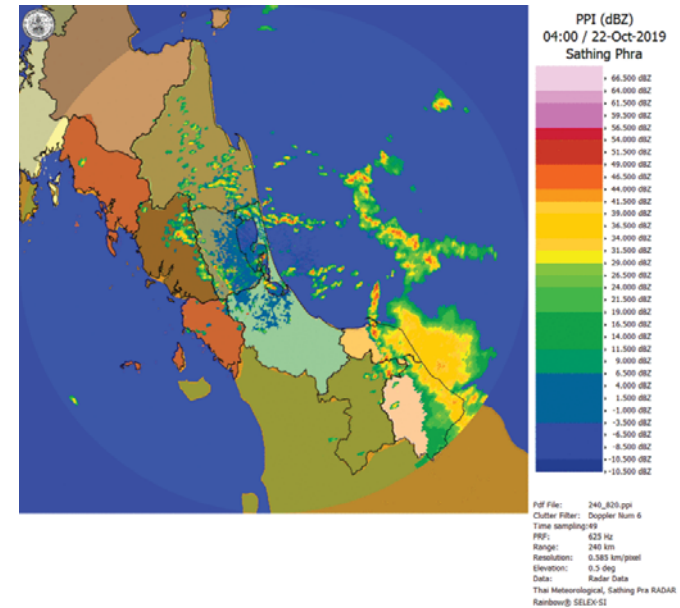 PPI (dBZ)
04:00 / 22-Oct-2019
Sathing Phra
66.500 dBZ
64.000 dBZ
61.500 dBZ
59.500 dBZ
56.500 dBZ
54.000 dBZ
51.500 dBZ
49.000 dBZ
46.500 dBZ
44.000 dBZ
41.500 dBZ
39.000 dBZ
36.500 dBZ
34.000 dBZ
31.500 dBZ
29.000 dBZ
26.500 dBZ
24.000 dBZ
21.500 dBZ
19.000 dBZ
16.500 dBZ
14.000 dBZ
11.500 dBZ
9.000 dBZ
6.500 dBZ
4.000 dBZ
1.500 dBZ
-1.000 dBZ
-3.500 dBZ
-6.500 dBZ
-8.500 dBZ
-10.500 dBZ
-10.500 dBZ
Pdf File: 240_820.ppi
Clutter Filter: Doppler Num 6
Time sampling:49
PRF: 625 Hz
Range: 240 km
Resolution: 0.585 km/pixel
Elevation: 0.5 deg
Data: Radar Data
Thai Meteorological, Sathing Pra RADAR
Rainbow® SELEX-SI